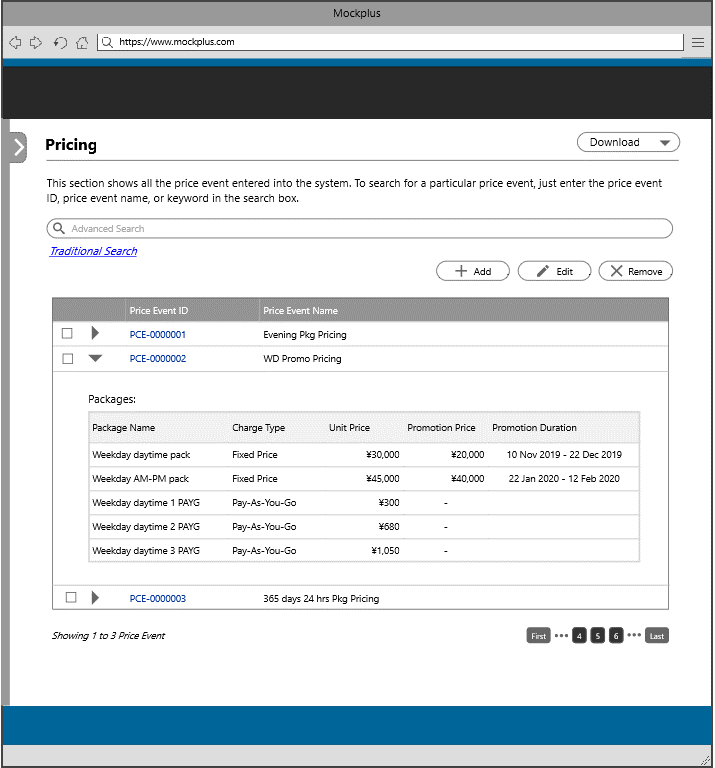 Mockplus
https://www.mockplus.com
Pricing
Download
This section shows all the price event entered into the system. To search for a particular price event, just enter the price event
ID, price event name, or keyword in the search box.
Advanced Search
Traditional Search
Add Edit Remove
Price Event ID Price Event Name
PCE-0000001 Evening Pkg Pricing
PCE-0000002 WD Promo Pricing
Packages:
Package Name Charge Type Unit Price Promotion Price Promotion Duration
Weekday daytime pack Fixed Price ¥30,000 ¥20,000 10 Nov 2019 - 22 Dec 2019
Weekday AM-PM pack Fixed Price ¥45,000 ¥40,000 22 Jan 2020 - 12 Feb 2020
Weekday daytime 1 PAYG Pay-As-You-Go ¥300 -
Weekday daytime 2 PAYG Pay-As-You-Go ¥680 -
Weekday daytime 3 PAYG Pay-As-You-Go ¥1,050 -
PCE-0000003 365 days 24 hrs Pkg Pricing
Showing 1 to 3 Price Event
First ••• 4 5 6 ••• Last